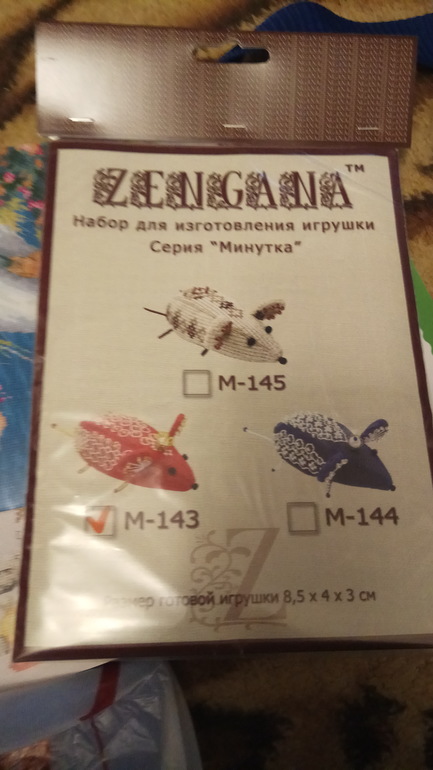 ZENGANA™
Набор для изготовления игрушки
Серия "Минутка"
М-145
М-143
М-144
Размер готовой игрушки 8,5 х 4 х 3 см